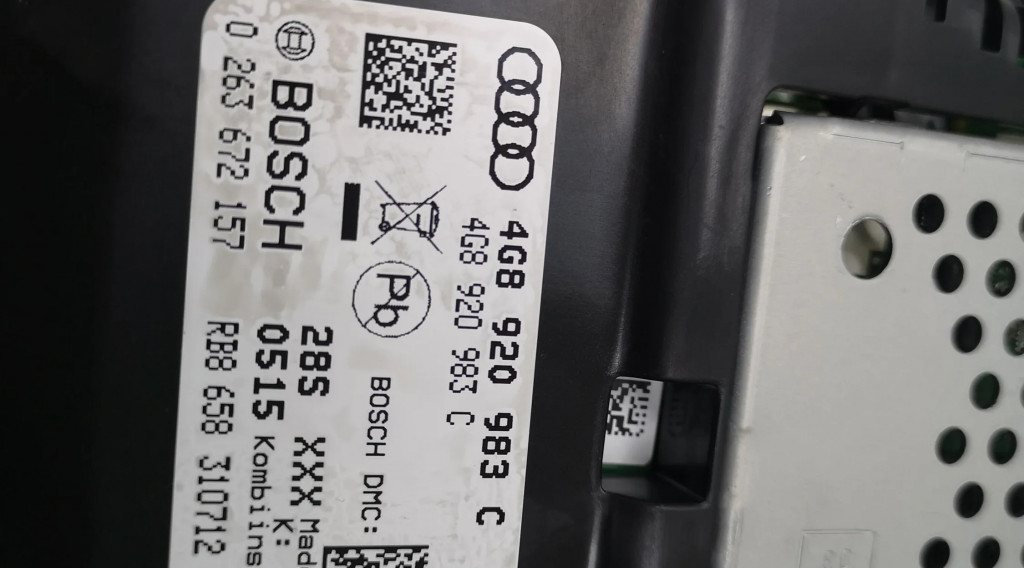 4G8 920 983 C
4G8 920 983 C
Pb
BOSCH DMC:
28S XXX Mad
BOSCH 0515 K:
Kombiins
0 263 672 157 RB8 658 310712